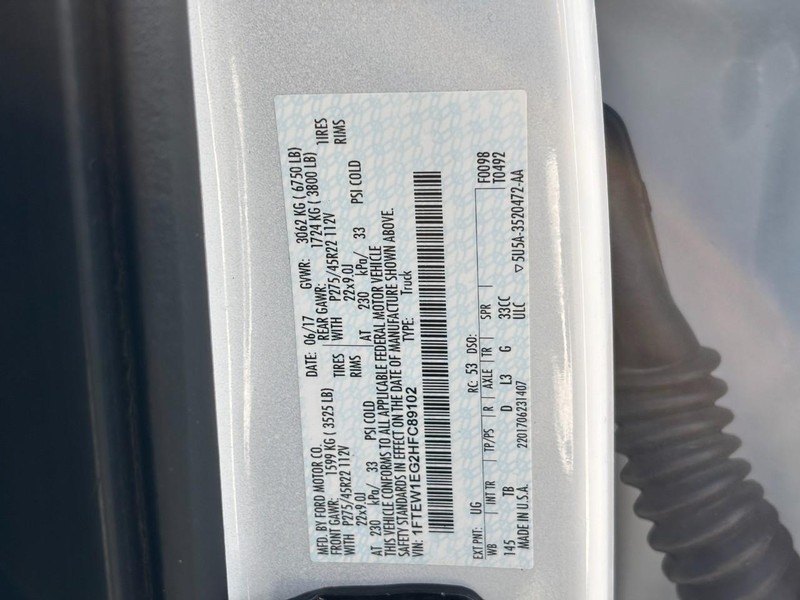 MFD. BY FORD MOTOR CO.
DATE: 06/17 GVWR: 3062 KG ( 6750 LB)
FRONT GAWR: 1599 KG ( 3525 LB) REAR GAWR: 1724 KG ( 3800 LB)
WITH P275/45R22 112V TIRES WITH P275/45R22 112V TIRES
22x9.0J RIMS 22x9.0J RIMS
AT 230 kPa/ 33 PSI COLD AT 230 kPa/ 33 PSI COLD
THIS VEHICLE CONFORMS TO ALL APPLICABLE FEDERAL MOTOR VEHICLE
SAFETY STANDARDS IN EFFECT ON THE DATE OF MANUFACTURE SHOWN ABOVE.
VIN: 1FTEW1EG2HFC89102 TYPE: Truck
F0098
EXT PNT: UG RC: 53 DSO: T0492
WB INT TR TP/PS R AXLE TR SPR
145 TB D L3 G 33CC
MADE IN U.S.A. 2201706231407 ULC ▽5U5A-3520472-AA